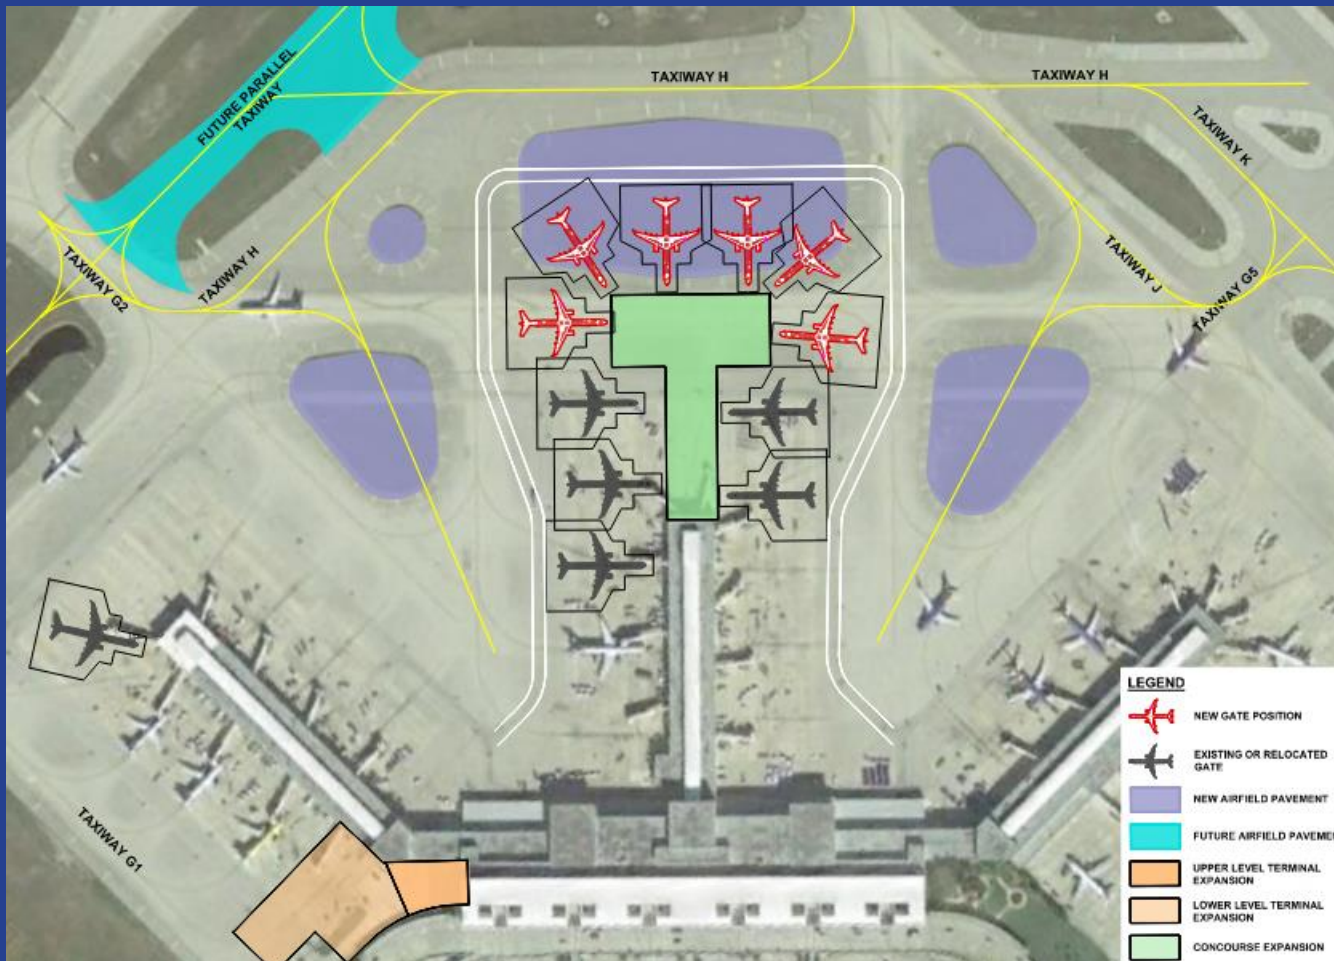 TAXIWAY H
TAXIWAY H
FUTURE PARALLEL
TAXIWAY
TAXIWAY K
TAXIWAY G2
TAXIWAY H
TAXIWAY J
TAXIWAY G5
TAXIWAY G1
LEGEND
NEW GATE POSITION
EXISTING OR RELOCATED
GATE
NEW AIRFIELD PAVEMENT
FUTURE AIRFIELD PAVEME
UPPER LEVEL TERMINAL
EXPANSION
LOWER LEVEL TERMINAL
EXPANSION
CONCOURSE EXPANSION